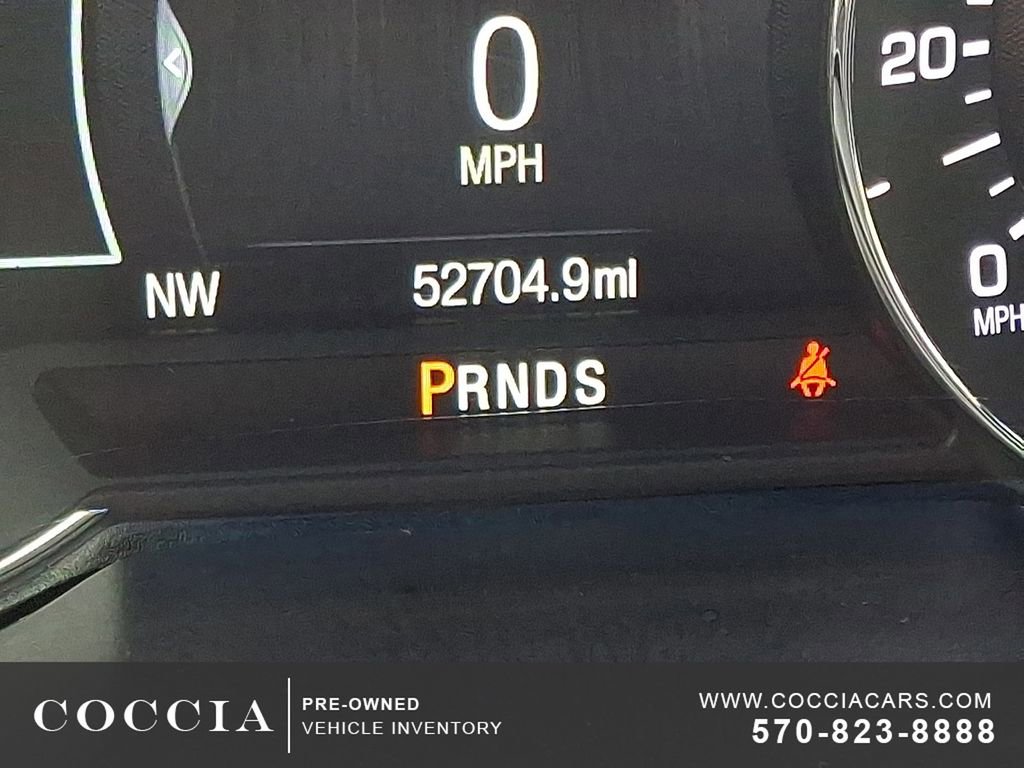 0
MPH
20
NW
52704.9mi
0
MPH
PRNDS
COCCIA
PRE-OWNED
VEHICLE INVENTORY
WWW.COCCIACARS.COM
570-823-8888